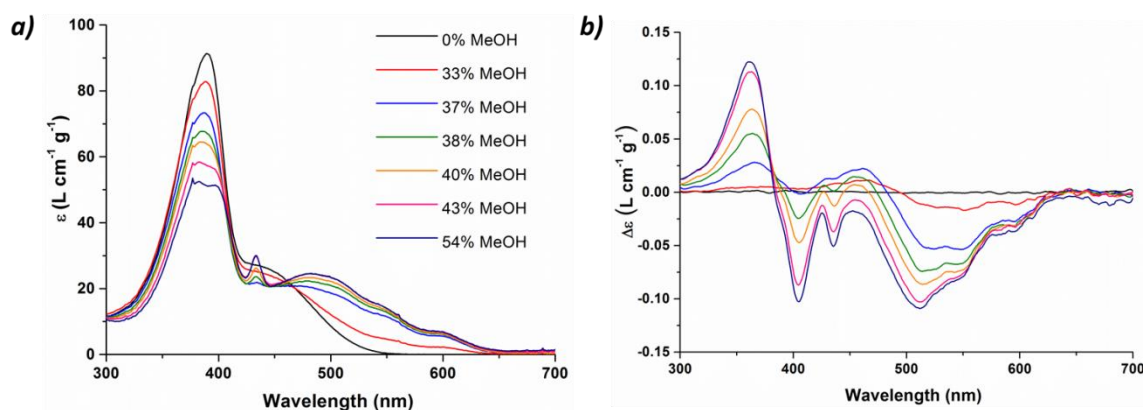 a)
100
80
60
40
20
0
ε (L cm⁻¹ g⁻¹)
300 400 500 600 700
Wavelength (nm)
0% MeOH
33% MeOH
37% MeOH
38% MeOH
40% MeOH
43% MeOH
54% MeOH
b)
0.15
0.10
0.05
0.00
-0.05
-0.10
-0.15
Δε (L cm⁻¹ g⁻¹)
300 400 500 600 700
Wavelength (nm)